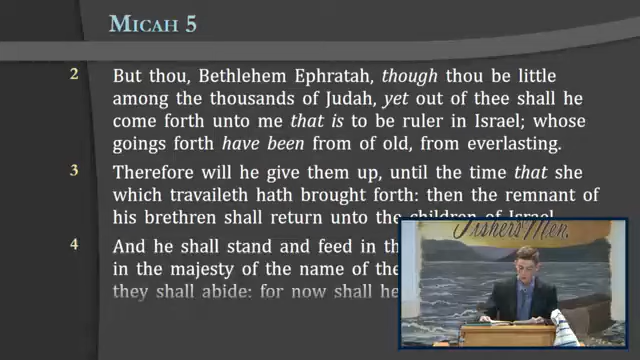 Micah 5
2 But thou, Bethlehem Ephratah, though thou be little
among the thousands of Judah, yet out of thee shall he
come forth unto me that is to be ruler in Israel; whose
goings forth have been from of old, from everlasting.
3 Therefore will he give them up, until the time that she
which travaileth hath brought forth: then the remnant of
his brethren shall return unto the children of Israel.
4 And he shall stand and feed in th
in the majesty of the name of the
they shall abide: for now shall he
Fishers Men.